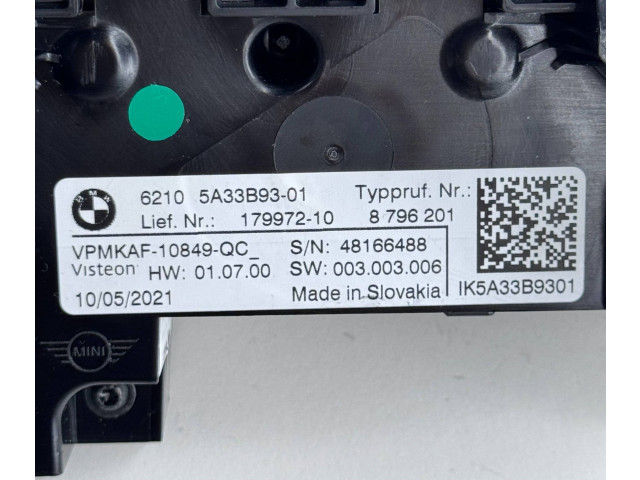 BMW
6210 5A33B93-01 Typpruf. Nr.:
Lief. Nr.: 179972-10 8 796 201
VPMKAF-10849-QC_ S/N: 48166488
Visteon HW: 01.07.00 SW: 003.003.006
10/05/2021 Made in Slovakia IK5A33B9301
MINI